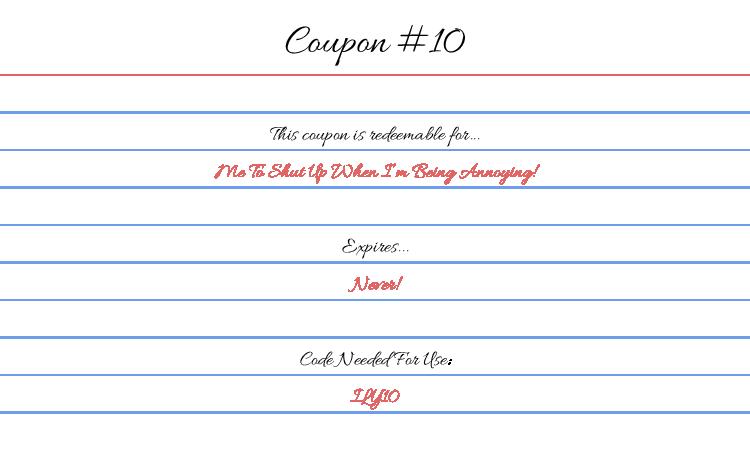 Coupon #10
This coupon is redeemable for...
Me To Shut Up When I'm Being Annoying!
Expires...
Never!
Code Needed For Use:
ILY10